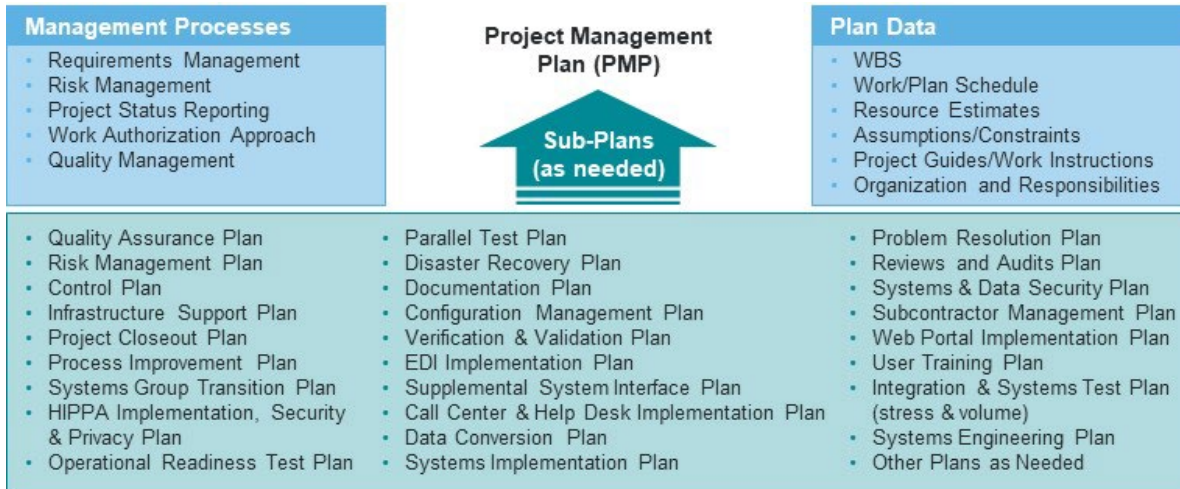 Management Processes
Requirements Management
Risk Management
Project Status Reporting
Work Authorization Approach
Quality Management
Project Management
Plan (PMP)
Sub-Plans
(as needed)
Plan Data
WBS
Work/Plan Schedule
Resource Estimates
Assumptions/Constraints
Project Guides/Work Instructions
Organization and Responsibilities
Quality Assurance Plan
Risk Management Plan
Control Plan
Infrastructure Support Plan
Project Closeout Plan
Process Improvement Plan
Systems Group Transition Plan
HIPPA Implementation, Security
& Privacy Plan
Operational Readiness Test Plan
Parallel Test Plan
Disaster Recovery Plan
Documentation Plan
Configuration Management Plan
Verification & Validation Plan
EDI Implementation Plan
Supplemental System Interface Plan
Call Center & Help Desk Implementation Plan
Data Conversion Plan
Systems Implementation Plan
Problem Resolution Plan
Reviews and Audits Plan
Systems & Data Security Plan
Subcontractor Management Plan
Web Portal Implementation Plan
User Training Plan
Integration & Systems Test Plan
(stress & volume)
Systems Engineering Plan
Other Plans as Needed